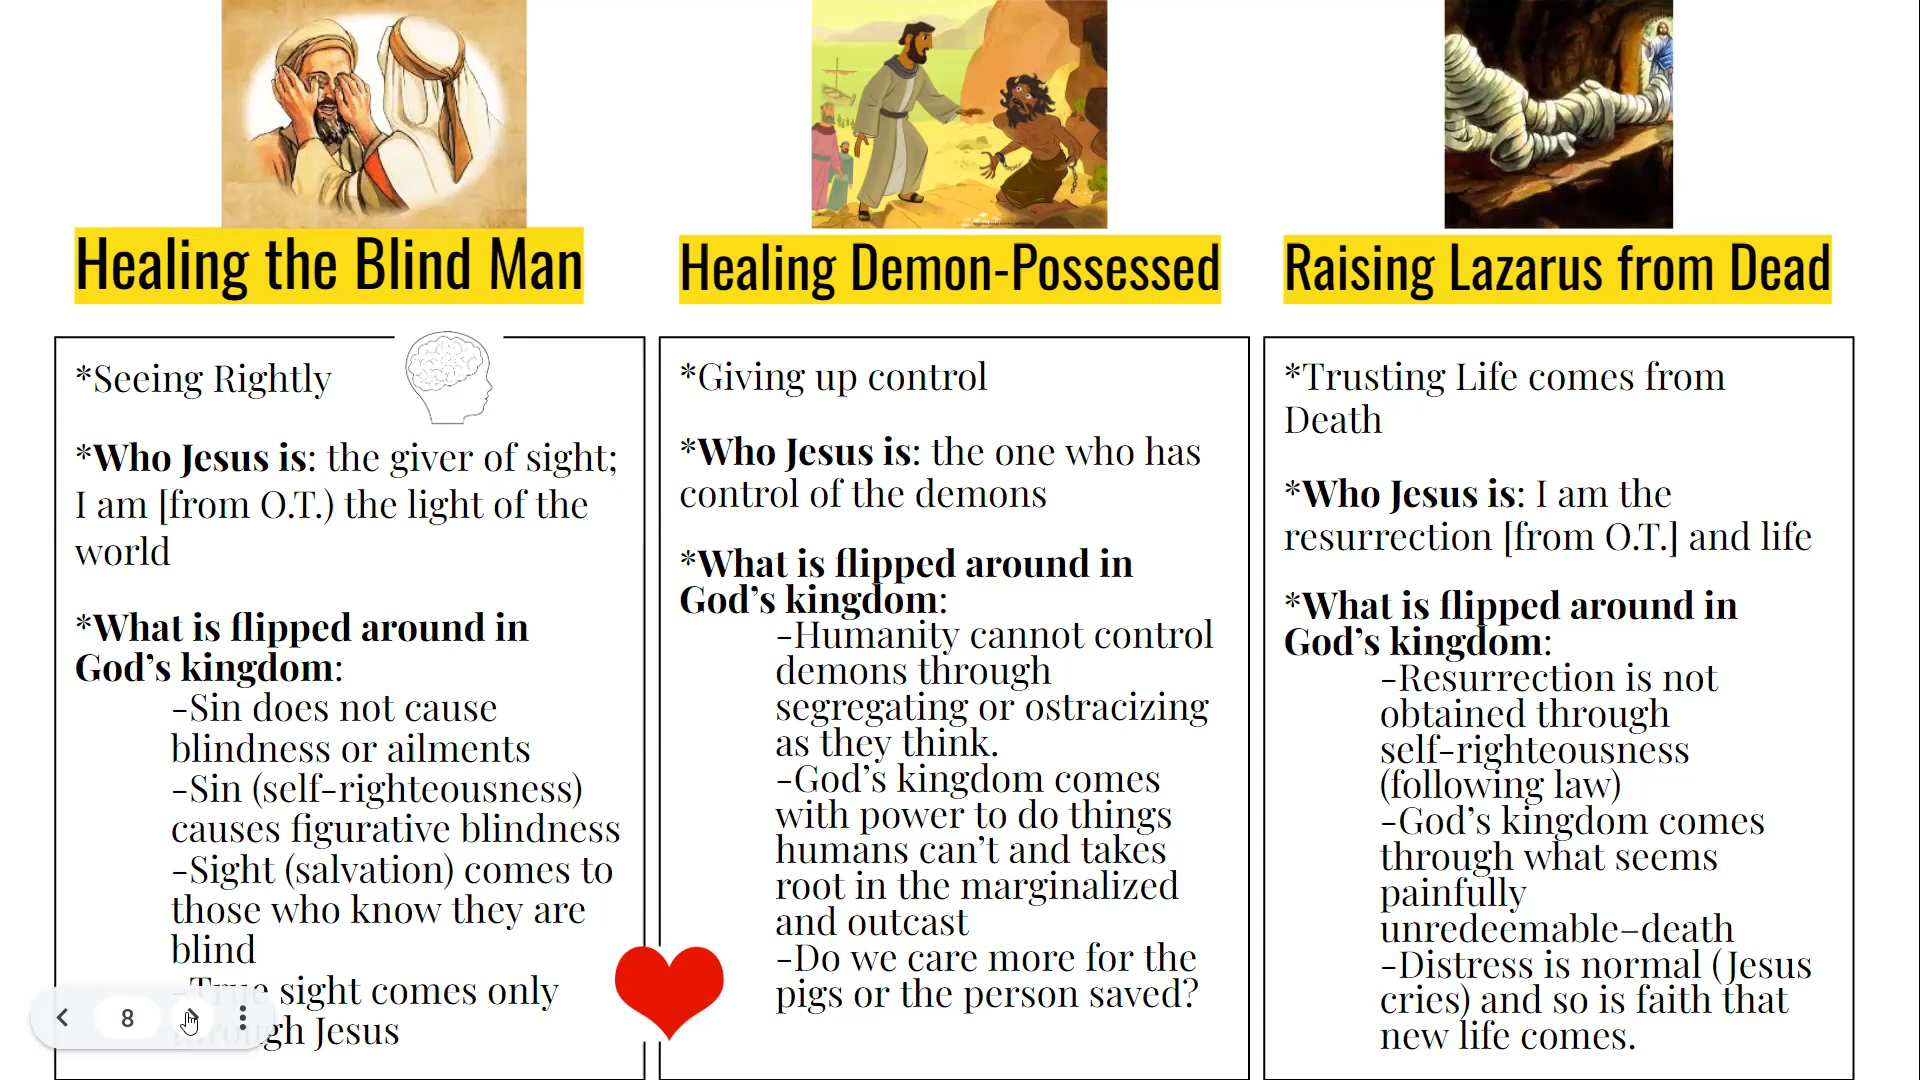 Healing the Blind Man
*Seeing Rightly
*Who Jesus is: the giver of sight;
I am [from O.T.) the light of the
world
*What is flipped around in
God’s kingdom:
-Sin does not cause
blindness or ailments
-Sin (self-righteousness)
causes figurative blindness
-Sight (salvation) comes to
those who know they are
blind
-True sight comes only
through Jesus
Healing Demon-Possessed
*Giving up control
*Who Jesus is: the one who has
control of the demons
*What is flipped around in
God’s kingdom:
-Humanity cannot control
demons through
segregating or ostracizing
as they think.
-God’s kingdom comes
with power to do things
humans can’t and takes
root in the marginalized
and outcast
-Do we care more for the
pigs or the person saved?
Raising Lazarus from Dead
*Trusting Life comes from
Death
*Who Jesus is: I am the
resurrection [from O.T.] and life
*What is flipped around in
God’s kingdom:
-Resurrection is not
obtained through
self-righteousness
(following law)
-God’s kingdom comes
through what seems
painfully
unredeemable–death
-Distress is normal (Jesus
cries) and so is faith that
new life comes.
8